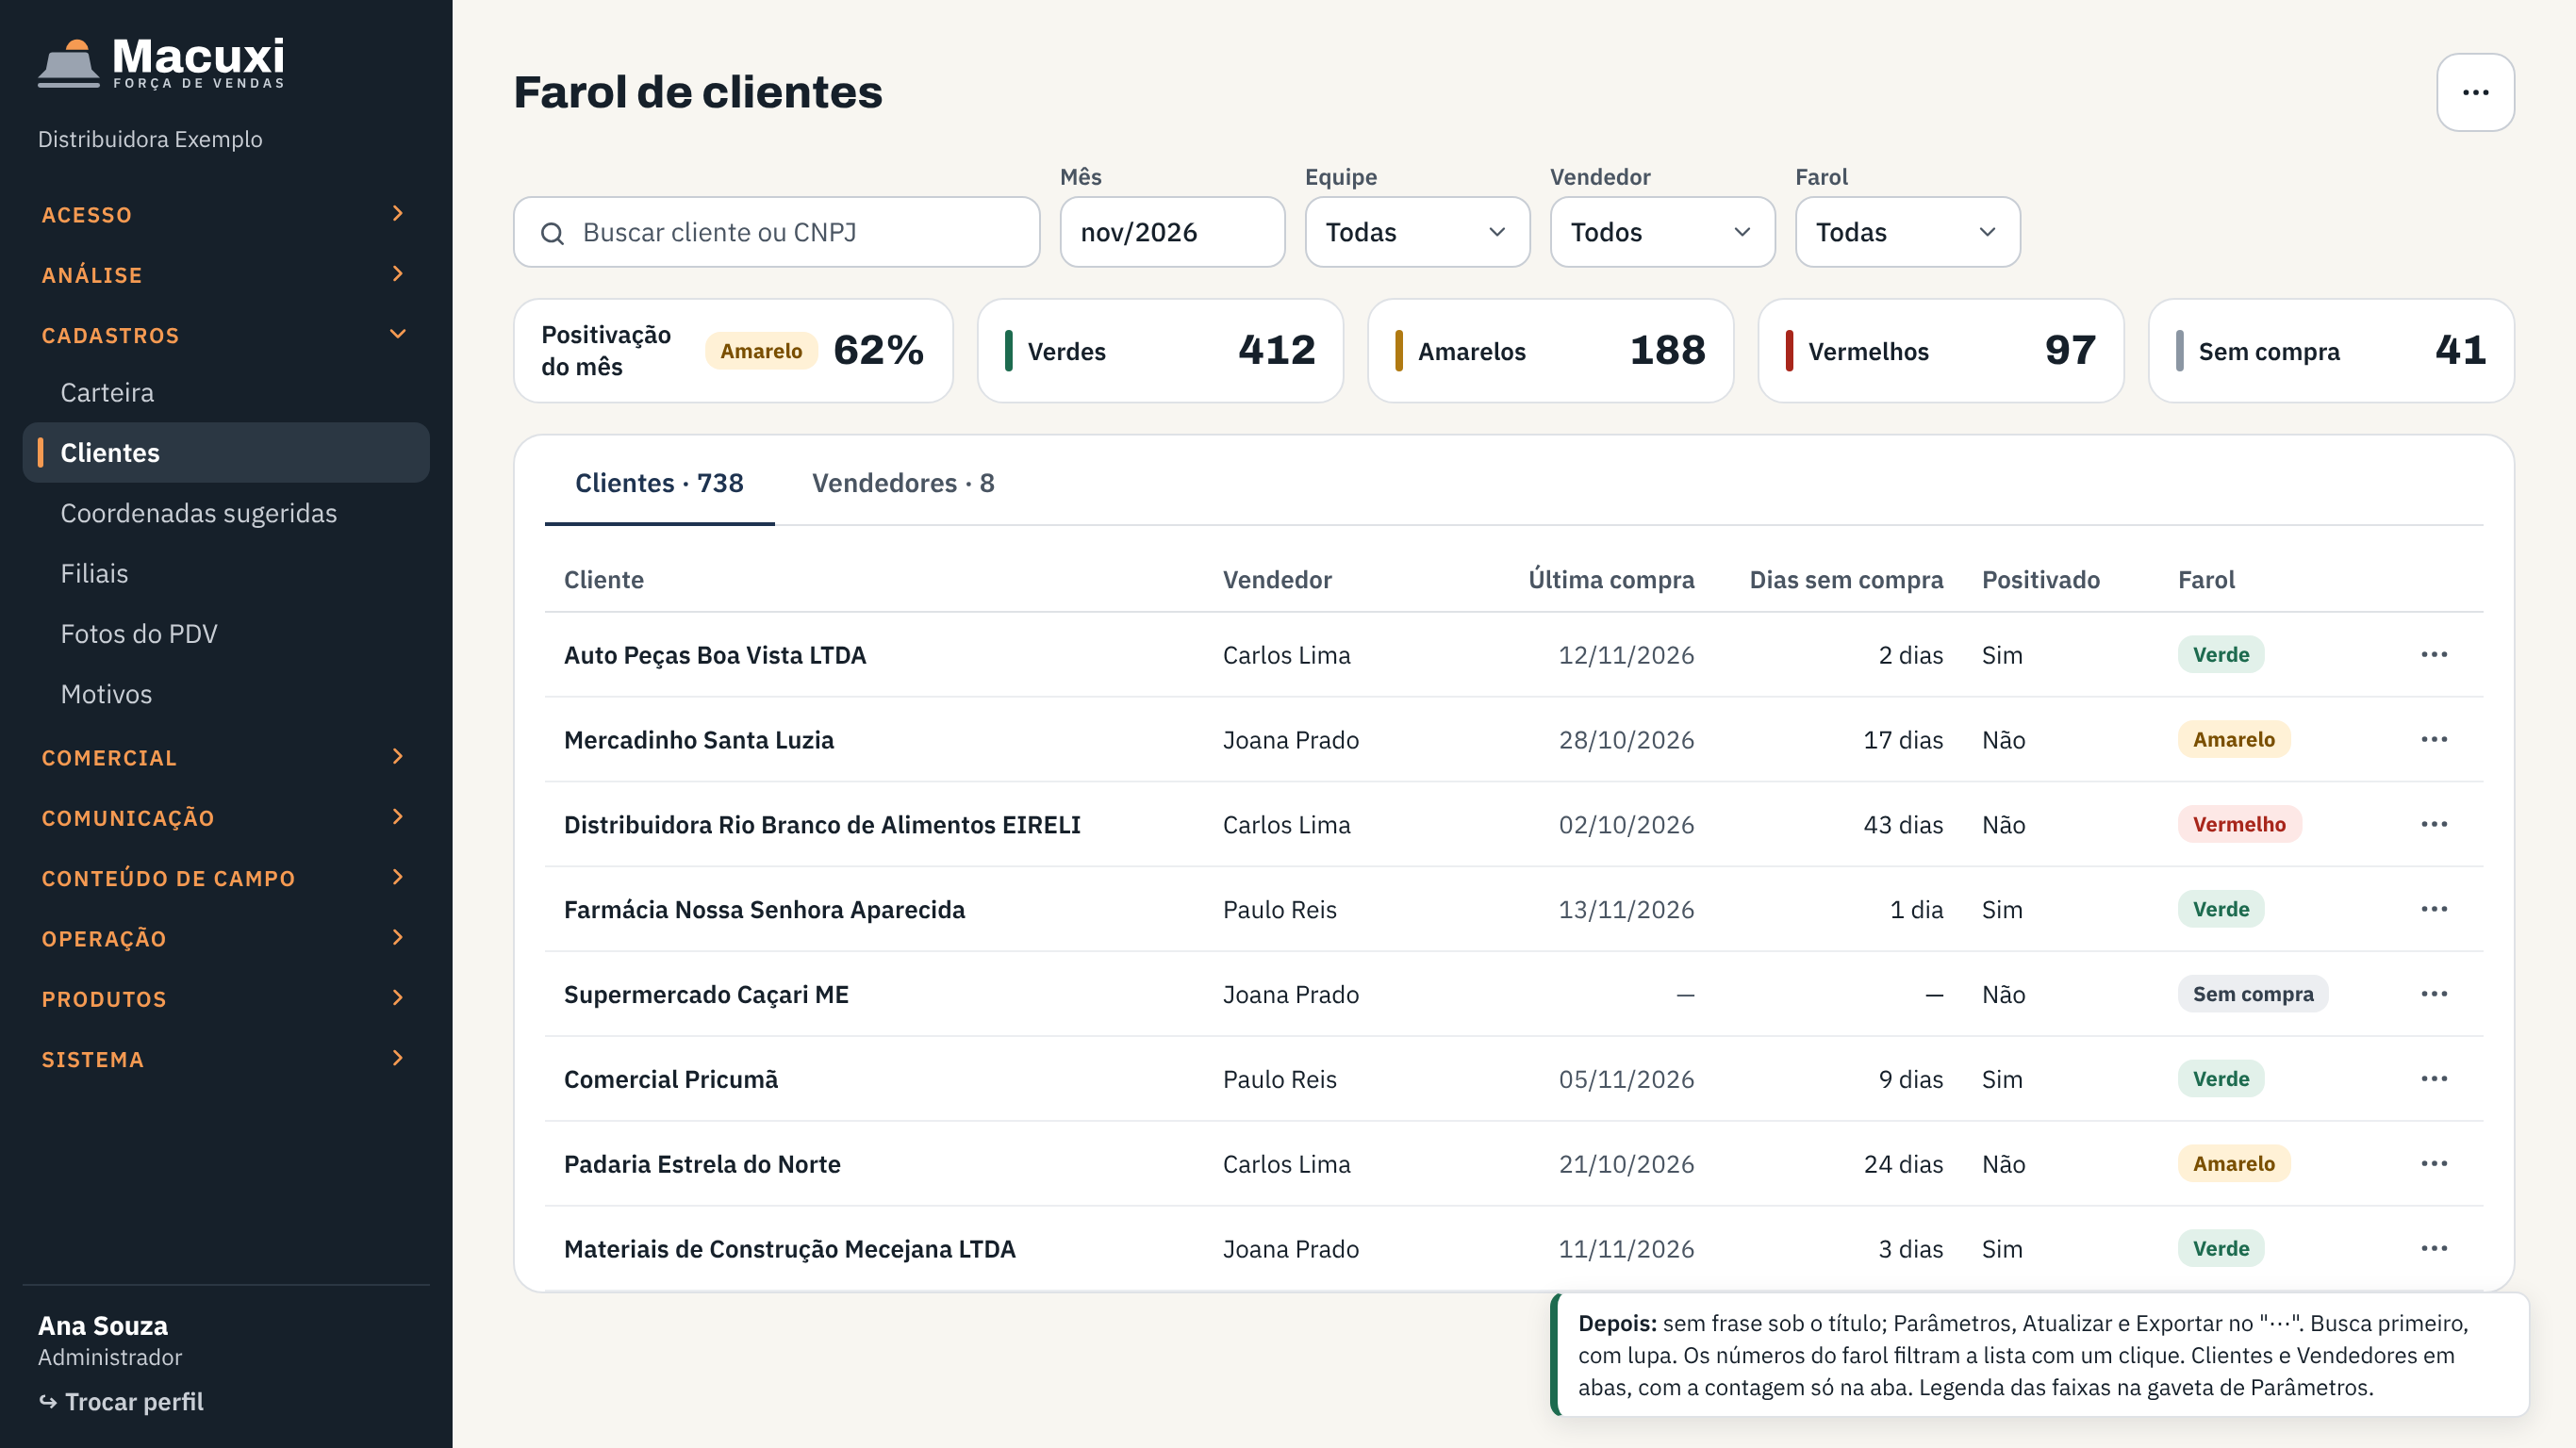 Macuxi
FORÇA DE VENDAS
Distribuidora Exemplo
ACESSO
ANÁLISE
CADASTROS
Carteira
Clientes
Coordenadas sugeridas
Filiais
Fotos do PDV
Motivos
COMERCIAL
COMUNICAÇÃO
CONTEÚDO DE CAMPO
OPERAÇÃO
PRODUTOS
SISTEMA
Ana Souza
Administrador
↪ Trocar perfil
Farol de clientes
Buscar cliente ou CNPJ
Mês
nov/2026
Equipe
Todas
Vendedor
Todos
Farol
Todas
Positivação
do mês
Amarelo 62%
Verdes 412
Amarelos 188
Vermelhos 97
Sem compra 41
Clientes · 738 Vendedores · 8
Cliente Vendedor Última compra Dias sem compra Positivado Farol
Auto Peças Boa Vista LTDA Carlos Lima 12/11/2026 2 dias Sim Verde
Mercadinho Santa Luzia Joana Prado 28/10/2026 17 dias Não Amarelo
Distribuidora Rio Branco de Alimentos EIRELI Carlos Lima 02/10/2026 43 dias Não Vermelho
Farmácia Nossa Senhora Aparecida Paulo Reis 13/11/2026 1 dia Sim Verde
Supermercado Caçari ME Joana Prado — — Não Sem compra
Comercial Pricumã Paulo Reis 05/11/2026 9 dias Sim Verde
Padaria Estrela do Norte Carlos Lima 21/10/2026 24 dias Não Amarelo
Materiais de Construção Mecejana LTDA Joana Prado 11/11/2026 3 dias Sim Verde
Depois: sem frase sob o título; Parâmetros, Atualizar e Exportar no "···". Busca primeiro,
com lupa. Os números do farol filtram a lista com um clique. Clientes e Vendedores em
abas, com a contagem só na aba. Legenda das faixas na gaveta de Parâmetros.